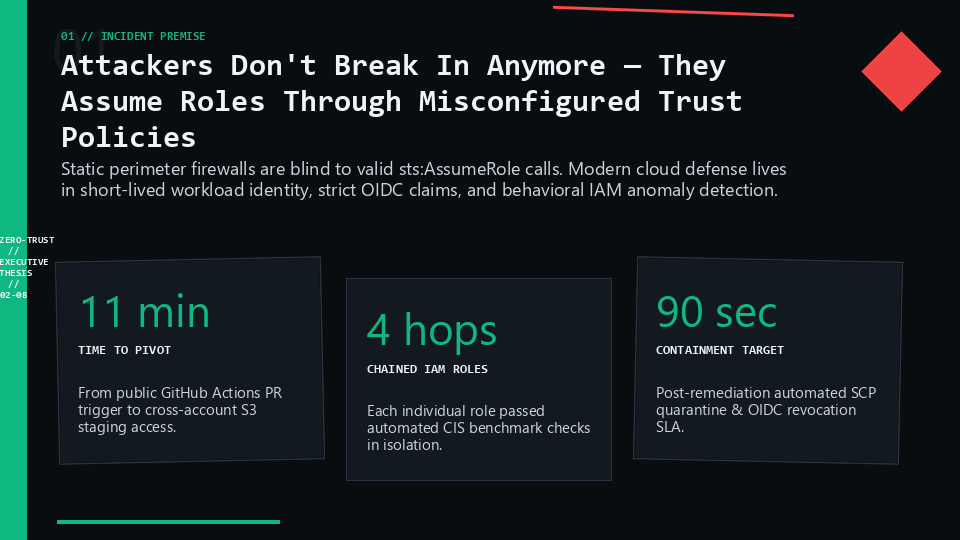 01
01 // INCIDENT PREMISE
Attackers Don't Break In Anymore — They
Assume Roles Through Misconfigured Trust
Policies
Static perimeter firewalls are blind to valid sts:AssumeRole calls. Modern cloud defense lives
in short-lived workload identity, strict OIDC claims, and behavioral IAM anomaly detection.
ZERO-TRUST
//
EXECUTIVE
THESIS
//
02-08
11 min
TIME TO PIVOT
From public GitHub Actions PR
trigger to cross-account S3
staging access.
4 hops
CHAINED IAM ROLES
Each individual role passed
automated CIS benchmark checks
in isolation.
90 sec
CONTAINMENT TARGET
Post-remediation automated SCP
quarantine & OIDC revocation
SLA.